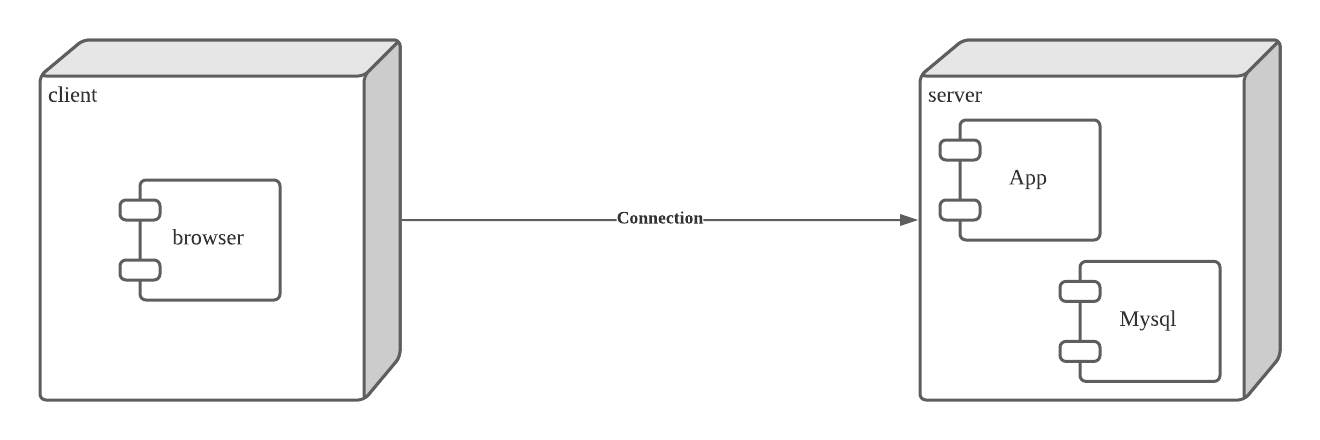 client
browser
Connection
server
App
Mysql